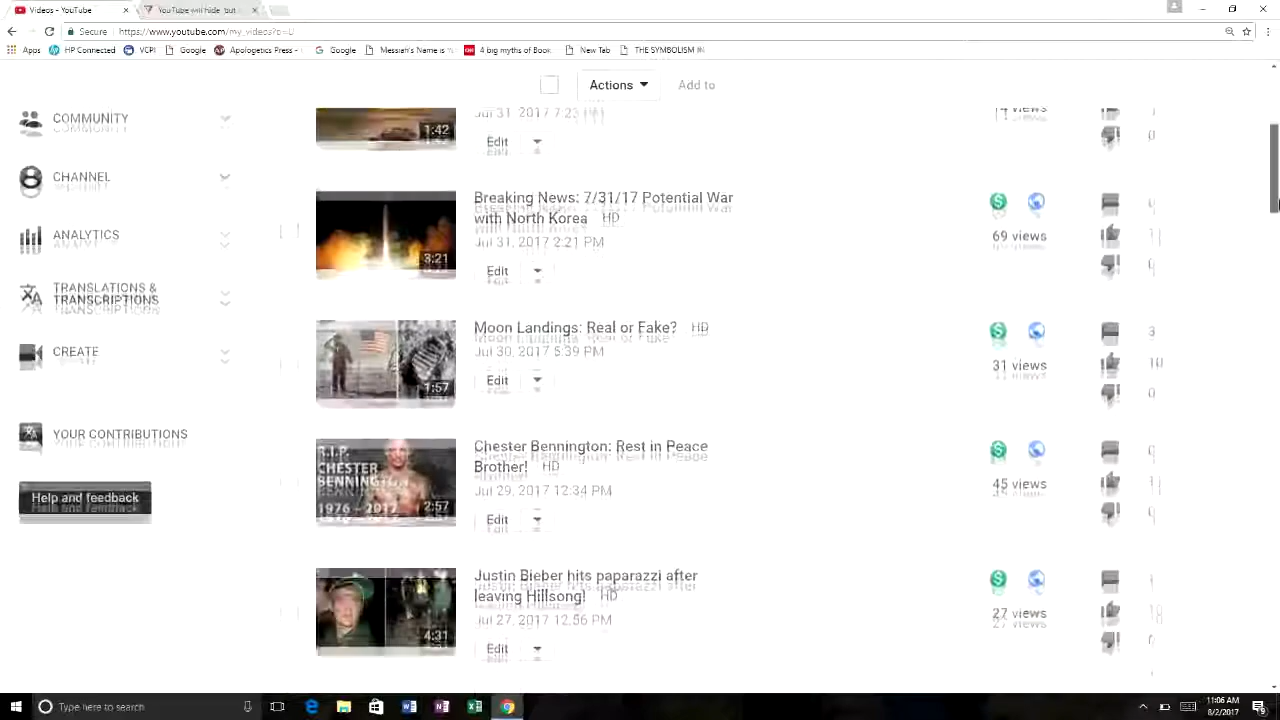 YouTube
YouTube will hide but
Secure | https://www.youtube.com/my_videos?o=U
Apps HP Connected VCPL Google Apologetics Press G Google Messiah's Name is 4 big myths of Book New Tab THE SYMBOLISM IN
Actions Add to
COMMUNITY
1:42
Jul 31, 2017 7:23
views
Edit
CHANNEL
Breaking News: 7/31/17 Potential War
with North Korea HD
Jul 31, 2017 2:21 PM
69 views
3:21
Edit
ANALYTICS
TRANSLATIONS &
TRANSCRIPTIONS
Moon Landings: Real or Fake? HD
Jul 30, 2017 5:39 PM
31 views
1:57
Edit
CREATE
YOUR CONTRIBUTIONS
Chester Bennington: Rest in Peace
Brother! HD
Jul 29, 2017 12:34 PM
45 views
R.I.P.
CHESTER
BENNINGTON
1976 - 2017 2:57
Edit
Help and feedback
Justin Bieber hits paparazzi after
leaving Hillsong! HD
Jul 27, 2017 12:56 PM
27 views
4:31
Edit
Type here to search
11:06 AM
8/2/2017